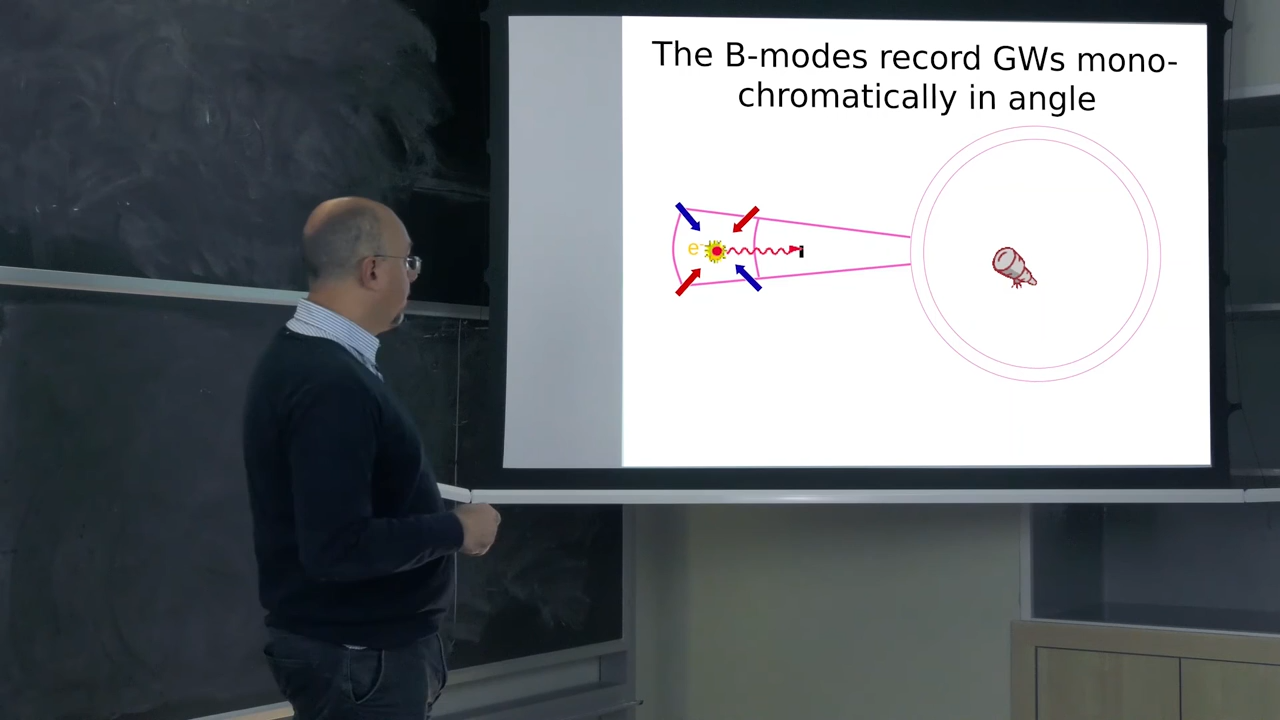 The B-modes record GWs mono-
chromatically in angle
e⁻